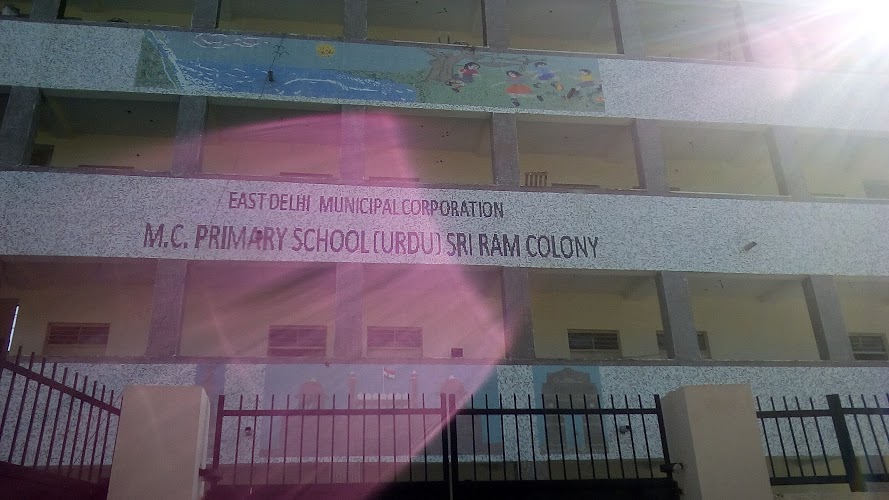 EAST DELHI MUNICIPAL CORPORATION
M.C. PRIMARY SCHOOL (URDU) SRI RAM COLONY